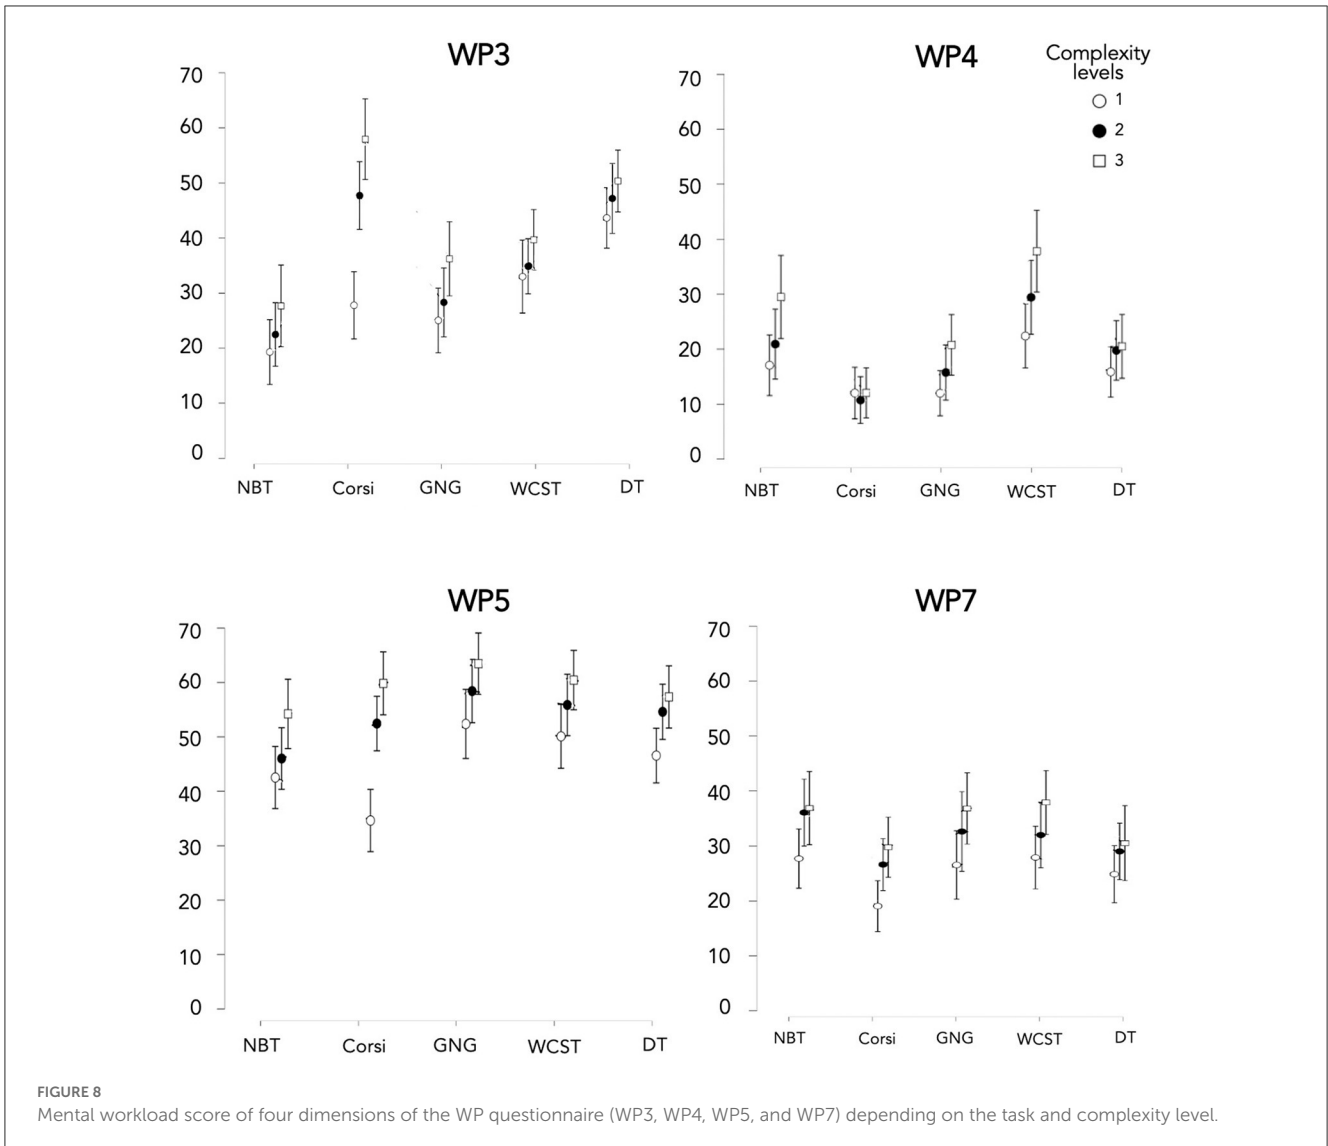 WP3
70
60
50
40
30
20
10
0
NBT Corsi GNG WCST DT
WP4
70
60
50
40
30
20
10
0
NBT Corsi GNG WCST DT
Complexity
levels
1
2
3
WP5
70
60
50
40
30
20
10
0
NBT Corsi GNG WCST DT
WP7
70
60
50
40
30
20
10
0
NBT Corsi GNG WCST DT
FIGURE 8
Mental workload score of four dimensions of the WP questionnaire (WP3, WP4, WP5, and WP7) depending on the task and complexity level.